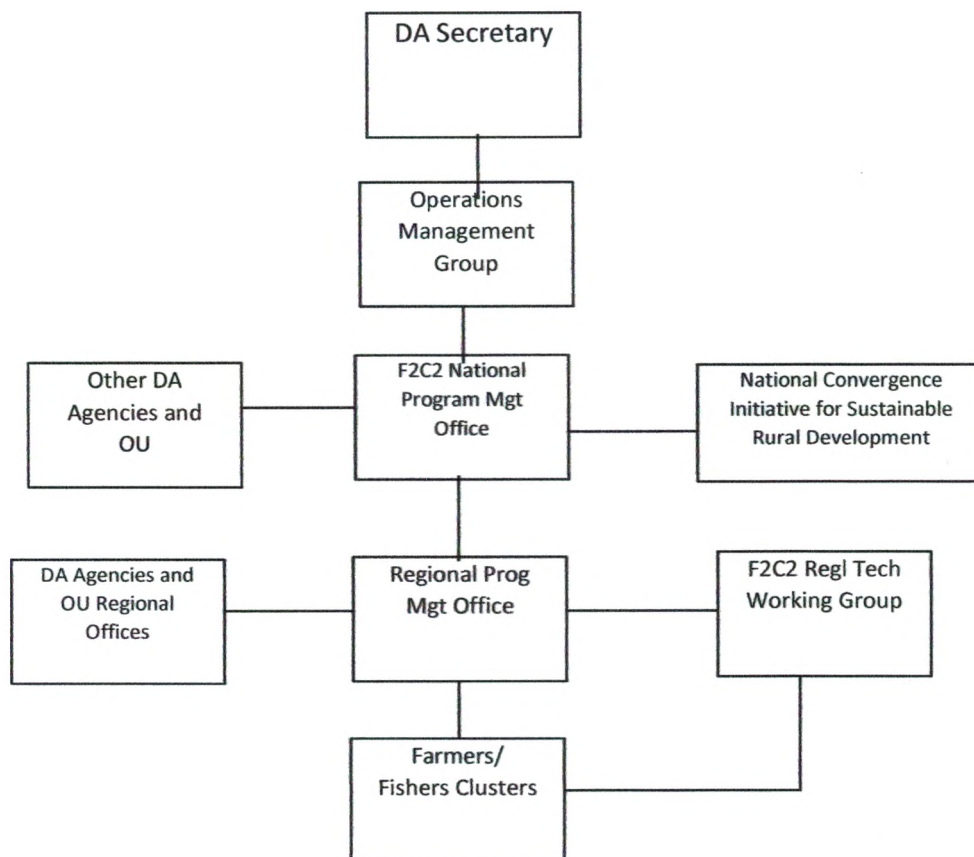 DA Secretary
Operations
Management
Group
Other DA
Agencies and
OU
F2C2 National
Program Mgt
Office
National Convergence
Initiative for Sustainable
Rural Development
DA Agencies and
OU Regional
Offices
Regional Prog
Mgt Office
F2C2 Regl Tech
Working Group
Farmers/
Fishers Clusters